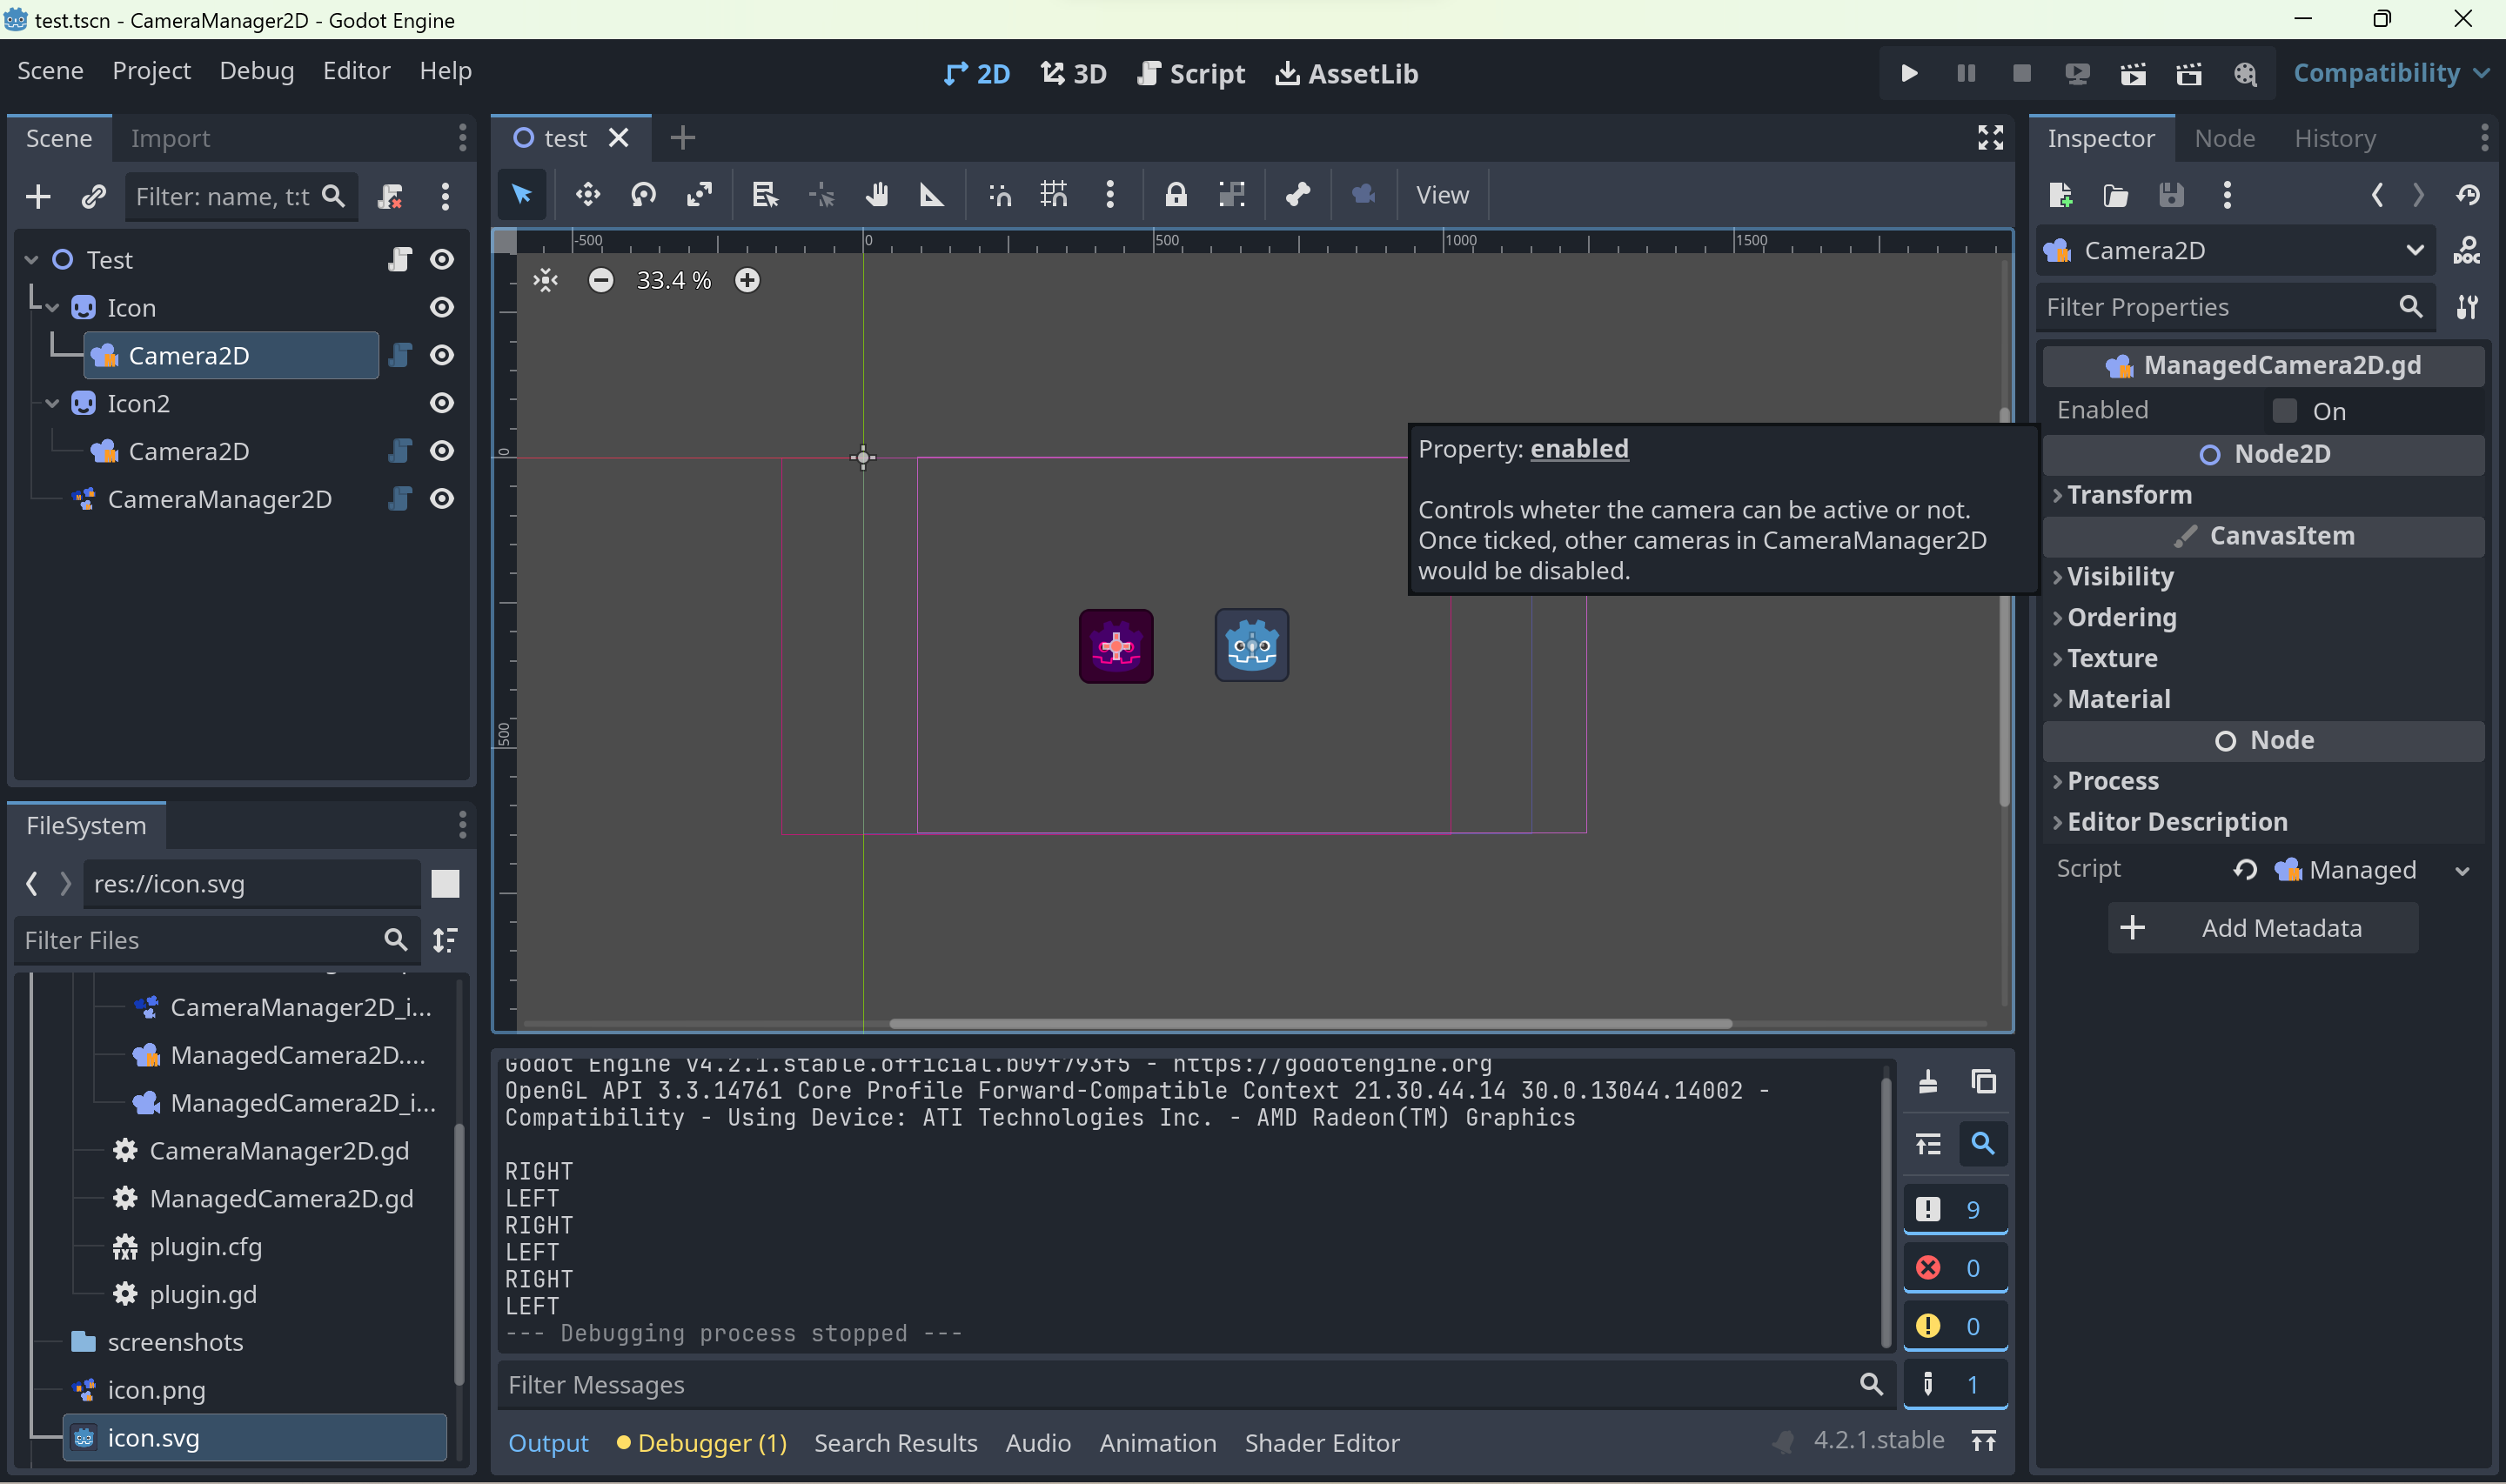 test.tscn - CameraManager2D - Godot Engine
Scene Project Debug Editor Help
2D 3D Script AssetLib
Compatibility
Scene Import
Filter: name, t:t
Test
Icon
Camera2D
Icon2
Camera2D
CameraManager2D
FileSystem
res://icon.svg
Filter Files
CameraManager2D_i...
ManagedCamera2D....
ManagedCamera2D_i...
CameraManager2D.gd
ManagedCamera2D.gd
plugin.cfg
plugin.gd
screenshots
icon.png
icon.svg
test
View
-500 0 500 1000 1500
33.4 %
0
500
Property: enabled
Controls wheter the camera can be active or not.
Once ticked, other cameras in CameraManager2D
would be disabled.
Godot Engine v4.2.1.stable.official.b09f793f5 - https://godotengine.org
OpenGL API 3.3.14761 Core Profile Forward-Compatible Context 21.30.44.14 30.0.13044.14002 -
Compatibility - Using Device: ATI Technologies Inc. - AMD Radeon(TM) Graphics
RIGHT
LEFT
RIGHT
LEFT
RIGHT
LEFT
--- Debugging process stopped ---
9
0
0
1
Filter Messages
Output Debugger (1) Search Results Audio Animation Shader Editor
4.2.1.stable
Inspector Node History
Camera2D
DOC
Filter Properties
ManagedCamera2D.gd
Enabled On
Node2D
Transform
CanvasItem
Visibility
Ordering
Texture
Material
Node
Process
Editor Description
Script Managed
Add Metadata